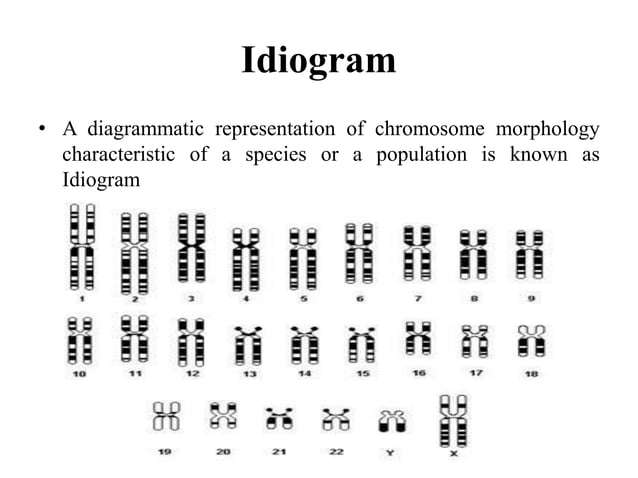 Idiogram
• A diagrammatic representation of chromosome morphology
characteristic of a species or a population is known as
Idiogram
1 2 3 4 5 6 7 8 9
10 11 12 13 14 15 16 17 18
19 20 21 22 Y X